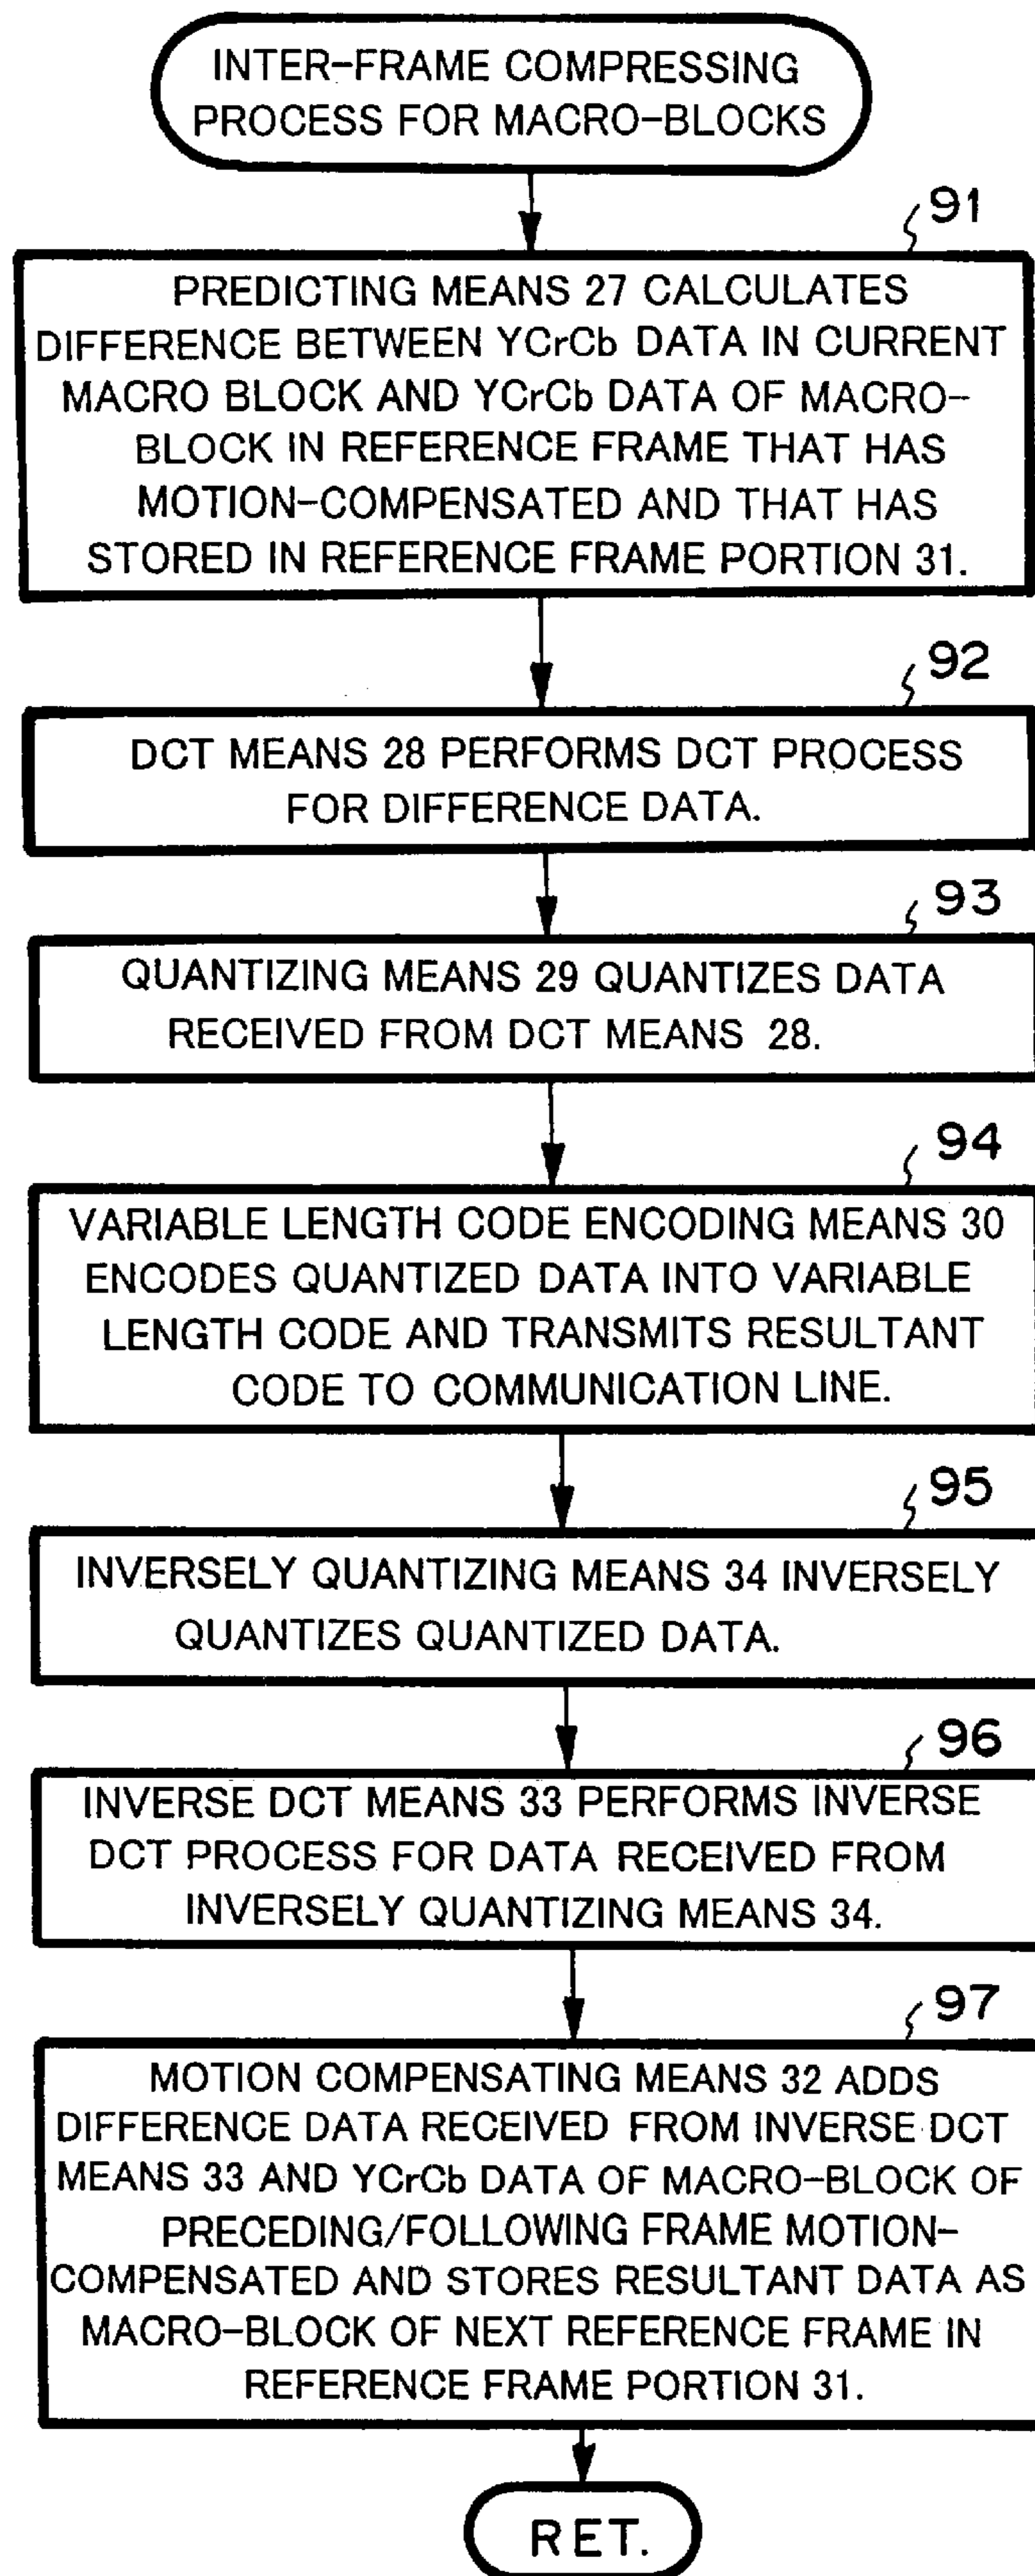 INTER-FRAME COMPRESSING
PROCESS FOR MACRO-BLOCKS
91
PREDICTING MEANS 27 CALCULATES
DIFFERENCE BETWEEN YCrCb DATA IN CURRENT
MACRO BLOCK AND YCrCb DATA OF MACRO-
BLOCK IN REFERENCE FRAME THAT HAS
MOTION-COMPENSATED AND THAT HAS
STORED IN REFERENCE FRAME PORTION 31.
92
DCT MEANS 28 PERFORMS DCT PROCESS
FOR DIFFERENCE DATA.
93
QUANTIZING MEANS 29 QUANTIZES DATA
RECEIVED FROM DCT MEANS 28.
94
VARIABLE LENGTH CODE ENCODING MEANS 30
ENCODES QUANTIZED DATA INTO VARIABLE
LENGTH CODE AND TRANSMITS RESULTANT
CODE TO COMMUNICATION LINE.
95
INVERSELY QUANTIZING MEANS 34 INVERSELY
QUANTIZES QUANTIZED DATA.
96
INVERSE DCT MEANS 33 PERFORMS INVERSE
DCT PROCESS FOR DATA RECEIVED FROM
INVERSELY QUANTIZING MEANS 34.
97
MOTION COMPENSATING MEANS 32 ADDS
DIFFERENCE DATA RECEIVED FROM INVERSE DCT
MEANS 33 AND YCrCb DATA OF MACRO-BLOCK OF
PRECEDING/FOLLOWING FRAME MOTION-
COMPENSATED AND STORES RESULTANT DATA AS
MACRO-BLOCK OF NEXT REFERENCE FRAME IN
REFERENCE FRAME PORTION 31.
RET.